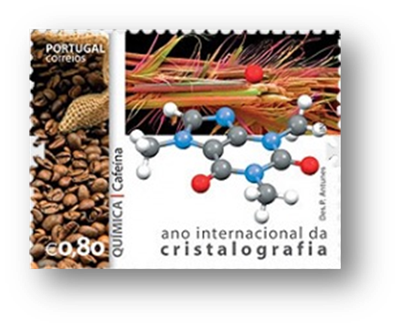 PORTUGAL
correios
€0,80
QUÍMICA | Cafeína
Des. P. Antunes
ano internacional da
cristalografia